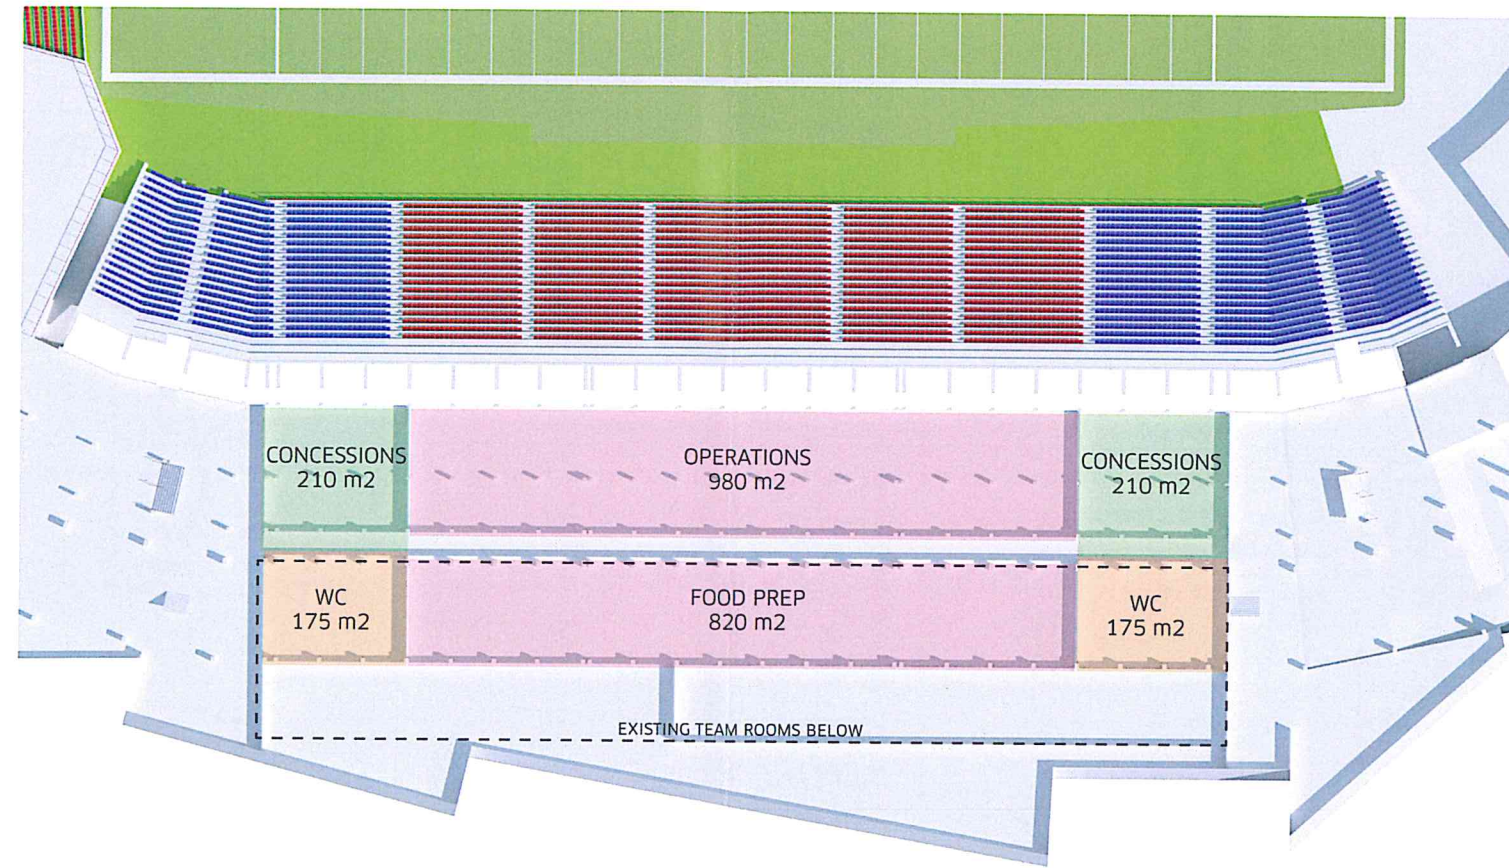 CONCESSIONS
210 m2
OPERATIONS
980 m2
CONCESSIONS
210 m2
WC
175 m2
FOOD PREP
820 m2
WC
175 m2
EXISTING TEAM ROOMS BELOW